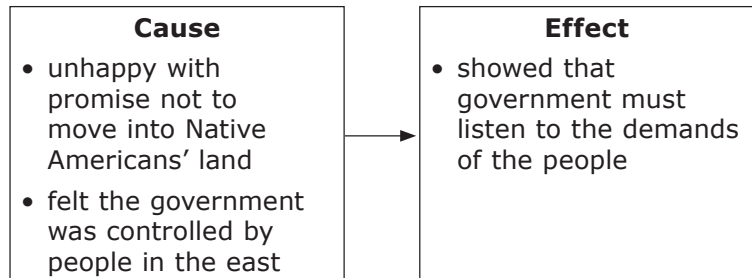 Cause
• unhappy with
promise not to
move into Native
Americans’ land
• felt the government
was controlled by
people in the east
Effect
• showed that
government must
listen to the demands
of the people